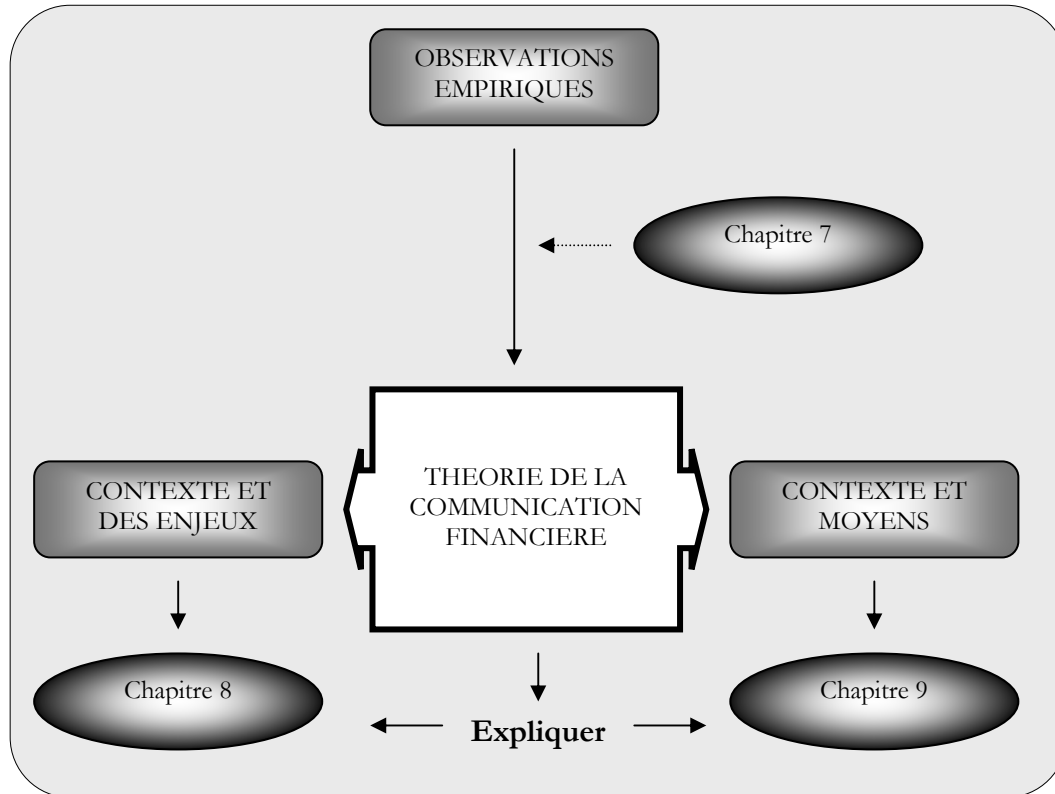 OBSERVATIONS
EMPIRIQUES
Chapitre 7
CONTEXTE ET
DES ENJEUX
THEORIE DE LA
COMMUNICATION
FINANCIERE
CONTEXTE ET
MOYENS
Chapitre 8
Expliquer
Chapitre 9